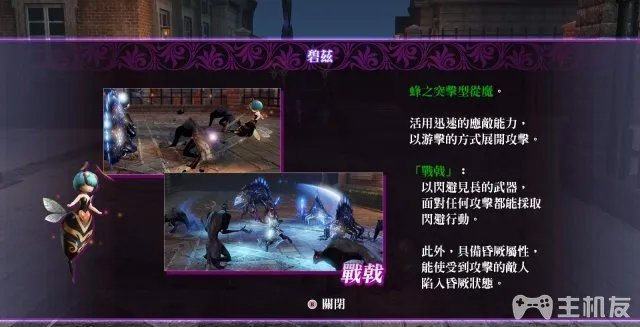 碧茲
蜂之突擊型從魔。
活用迅速的應敵能力，
以游擊的方式展開攻擊。
「戰戟」：
以閃避見長的武器，
面對任何攻擊都能採取
閃避行動。
此外，具備昏厥屬性，
能使受到攻擊的敵人
陷入昏厥狀態。
戰戟
關閉
主机友